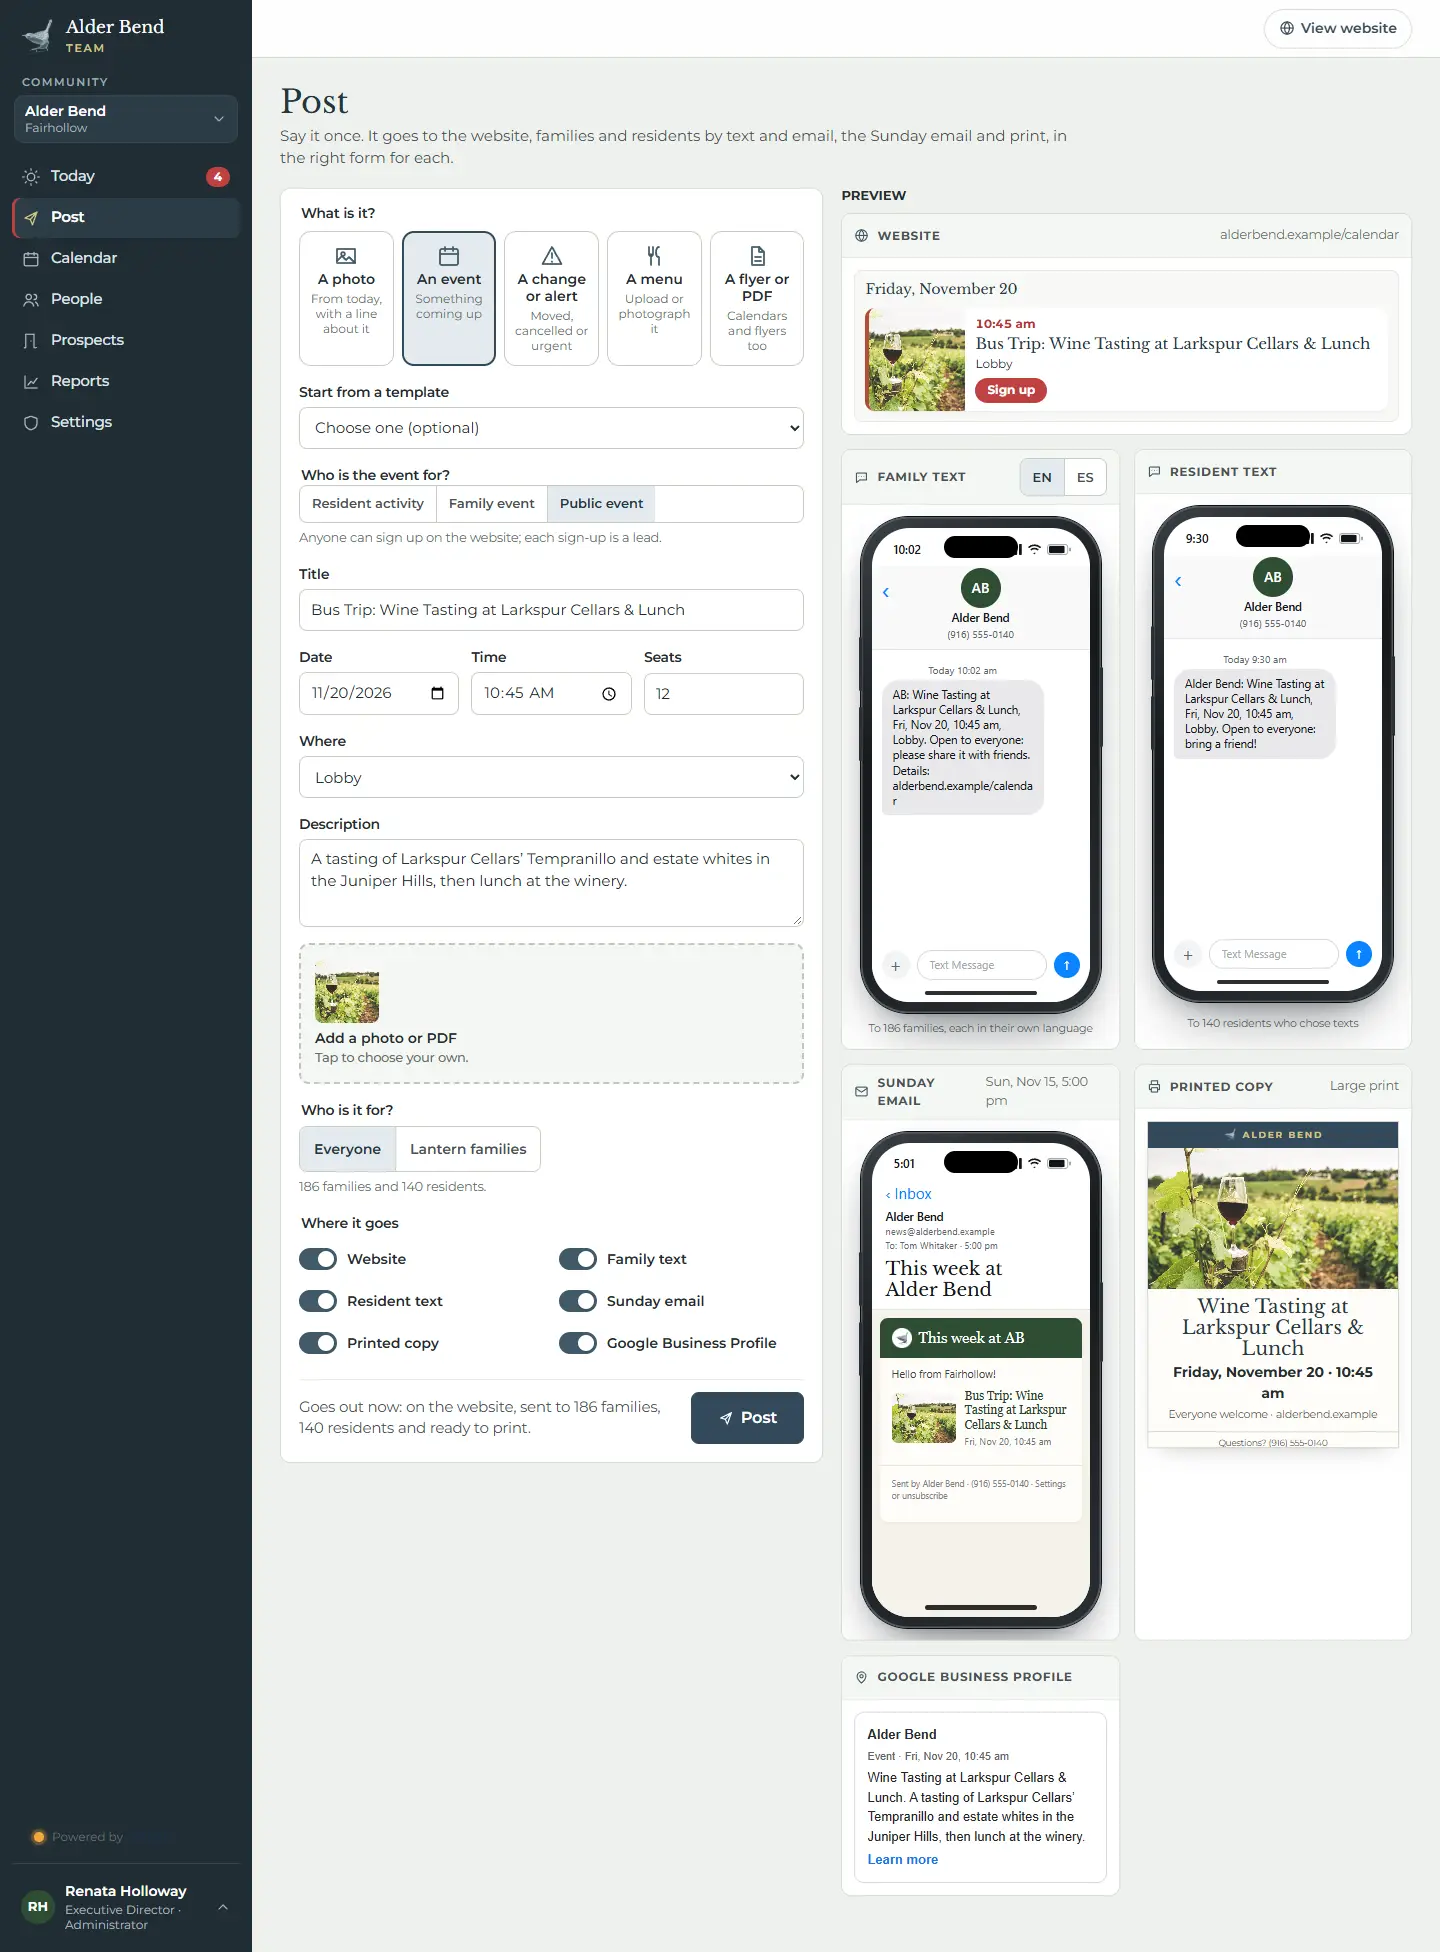 Alder Bend
TEAM
COMMUNITY
Alder Bend
Fairhollow
Today
4
Post
Calendar
People
Prospects
Reports
Settings
Powered by
RH
Renata Holloway
Executive Director ·
Administrator
View website
Post
Say it once. It goes to the website, families and residents by text and email, the Sunday email and print, in
the right form for each.
What is it?
A photo
From today,
with a line
about it
An event
Something
coming up
A change
or alert
Moved,
cancelled or
urgent
A menu
Upload or
photograph
it
A flyer or
PDF
Calendars
and flyers
too
Start from a template
Choose one (optional)
Who is the event for?
Resident activity
Family event
Public event
Anyone can sign up on the website; each sign-up is a lead.
Title
Bus Trip: Wine Tasting at Larkspur Cellars & Lunch
Date
Time
Seats
11/20/2026
10:45 AM
12
Where
Lobby
Description
A tasting of Larkspur Cellars’ Tempranillo and estate whites in
the Juniper Hills, then lunch at the winery.
Add a photo or PDF
Tap to choose your own.
Who is it for?
Everyone
Lantern families
186 families and 140 residents.
Where it goes
Website
Family text
Resident text
Sunday email
Printed copy
Google Business Profile
Goes out now: on the website, sent to 186 families,
140 residents and ready to print.
Post
PREVIEW
WEBSITE
alderbend.example/calendar
Friday, November 20
10:45 am
Bus Trip: Wine Tasting at Larkspur Cellars & Lunch
Lobby
Sign up
FAMILY TEXT
EN
ES
10:02
AB
Alder Bend
(916) 555-0140
Today 10:02 am
AB: Wine Tasting at
Larkspur Cellars & Lunch,
Fri, Nov 20, 10:45 am,
Lobby. Open to everyone:
please share it with friends.
Details:
alderbend.example/calenda
r
Text Message
To 186 families, each in their own language
RESIDENT TEXT
9:30
AB
Alder Bend
(916) 555-0140
Today 9:30 am
Alder Bend: Wine Tasting at
Larkspur Cellars & Lunch,
Fri, Nov 20, 10:45 am,
Lobby. Open to everyone:
bring a friend!
Text Message
To 140 residents who chose texts
SUNDAY
EMAIL
Sun, Nov 15, 5:00
pm
5:01
‹ Inbox
Alder Bend
news@alderbend.example
To: Tom Whitaker · 5:00 pm
This week at
Alder Bend
This week at AB
Hello from Fairhollow!
Bus Trip: Wine
Tasting at Larkspur
Cellars & Lunch
Fri, Nov 20, 10:45 am
Sent by Alder Bend · (916) 555-0140 · Settings
or unsubscribe
PRINTED COPY
Large print
ALDER BEND
Wine Tasting at
Larkspur Cellars &
Lunch
Friday, November 20 · 10:45
am
Everyone welcome · alderbend.example
Questions? (916) 555-0140
GOOGLE BUSINESS PROFILE
Alder Bend
Event · Fri, Nov 20, 10:45 am
Wine Tasting at Larkspur Cellars &
Lunch. A tasting of Larkspur Cellars’
Tempranillo and estate whites in the
Juniper Hills, then lunch at the winery.
Learn more